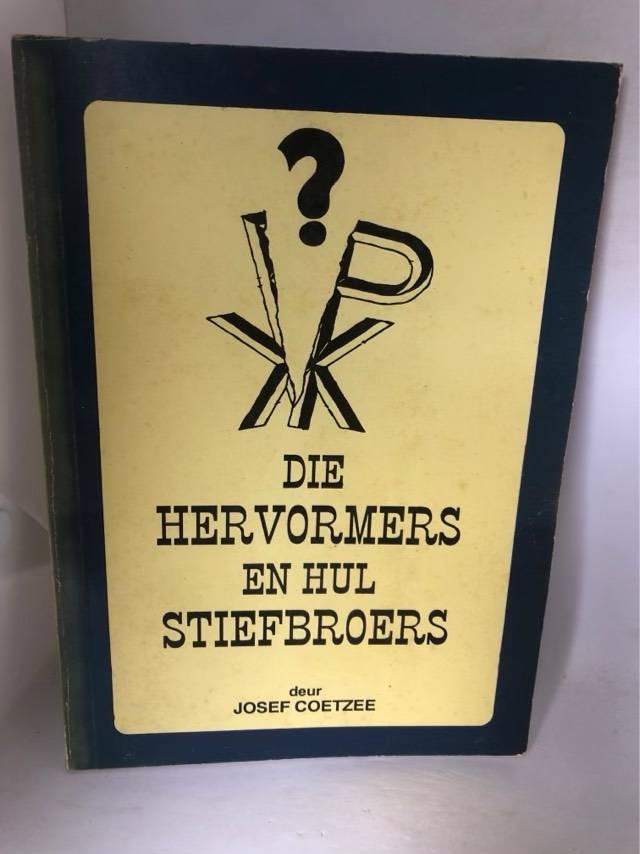 ?
DIE
HERVORMERS
EN HUL
STIEFBROERS
deur
JOSEF COETZEE